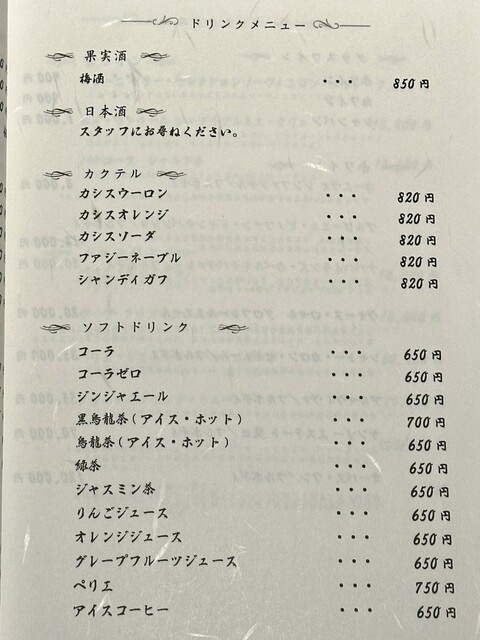 ドリンクメニュー
果実酒
梅酒 ・・・ 850円
日本酒
スタッフにお尋ねください。
カクテル
カシスウーロン ・・・ 820円
カシスオレンジ ・・・ 820円
カシスソーダ ・・・ 820円
ファジーネーブル ・・・ 820円
シャンディガフ ・・・ 820円
ソフトドリンク
コーラ ・・・ 650円
コーラゼロ ・・・ 650円
ジンジャエール ・・・ 650円
黒烏龍茶(アイス・ホット) ・・・ 700円
烏龍茶(アイス・ホット) ・・・ 650円
緑茶 ・・・ 650円
ジャスミン茶 ・・・ 650円
りんごジュース ・・・ 650円
オレンジジュース ・・・ 650円
グレープフルーツジュース ・・・ 650円
ペリエ ・・・ 750円
アイスコーヒー ・・・ 650円